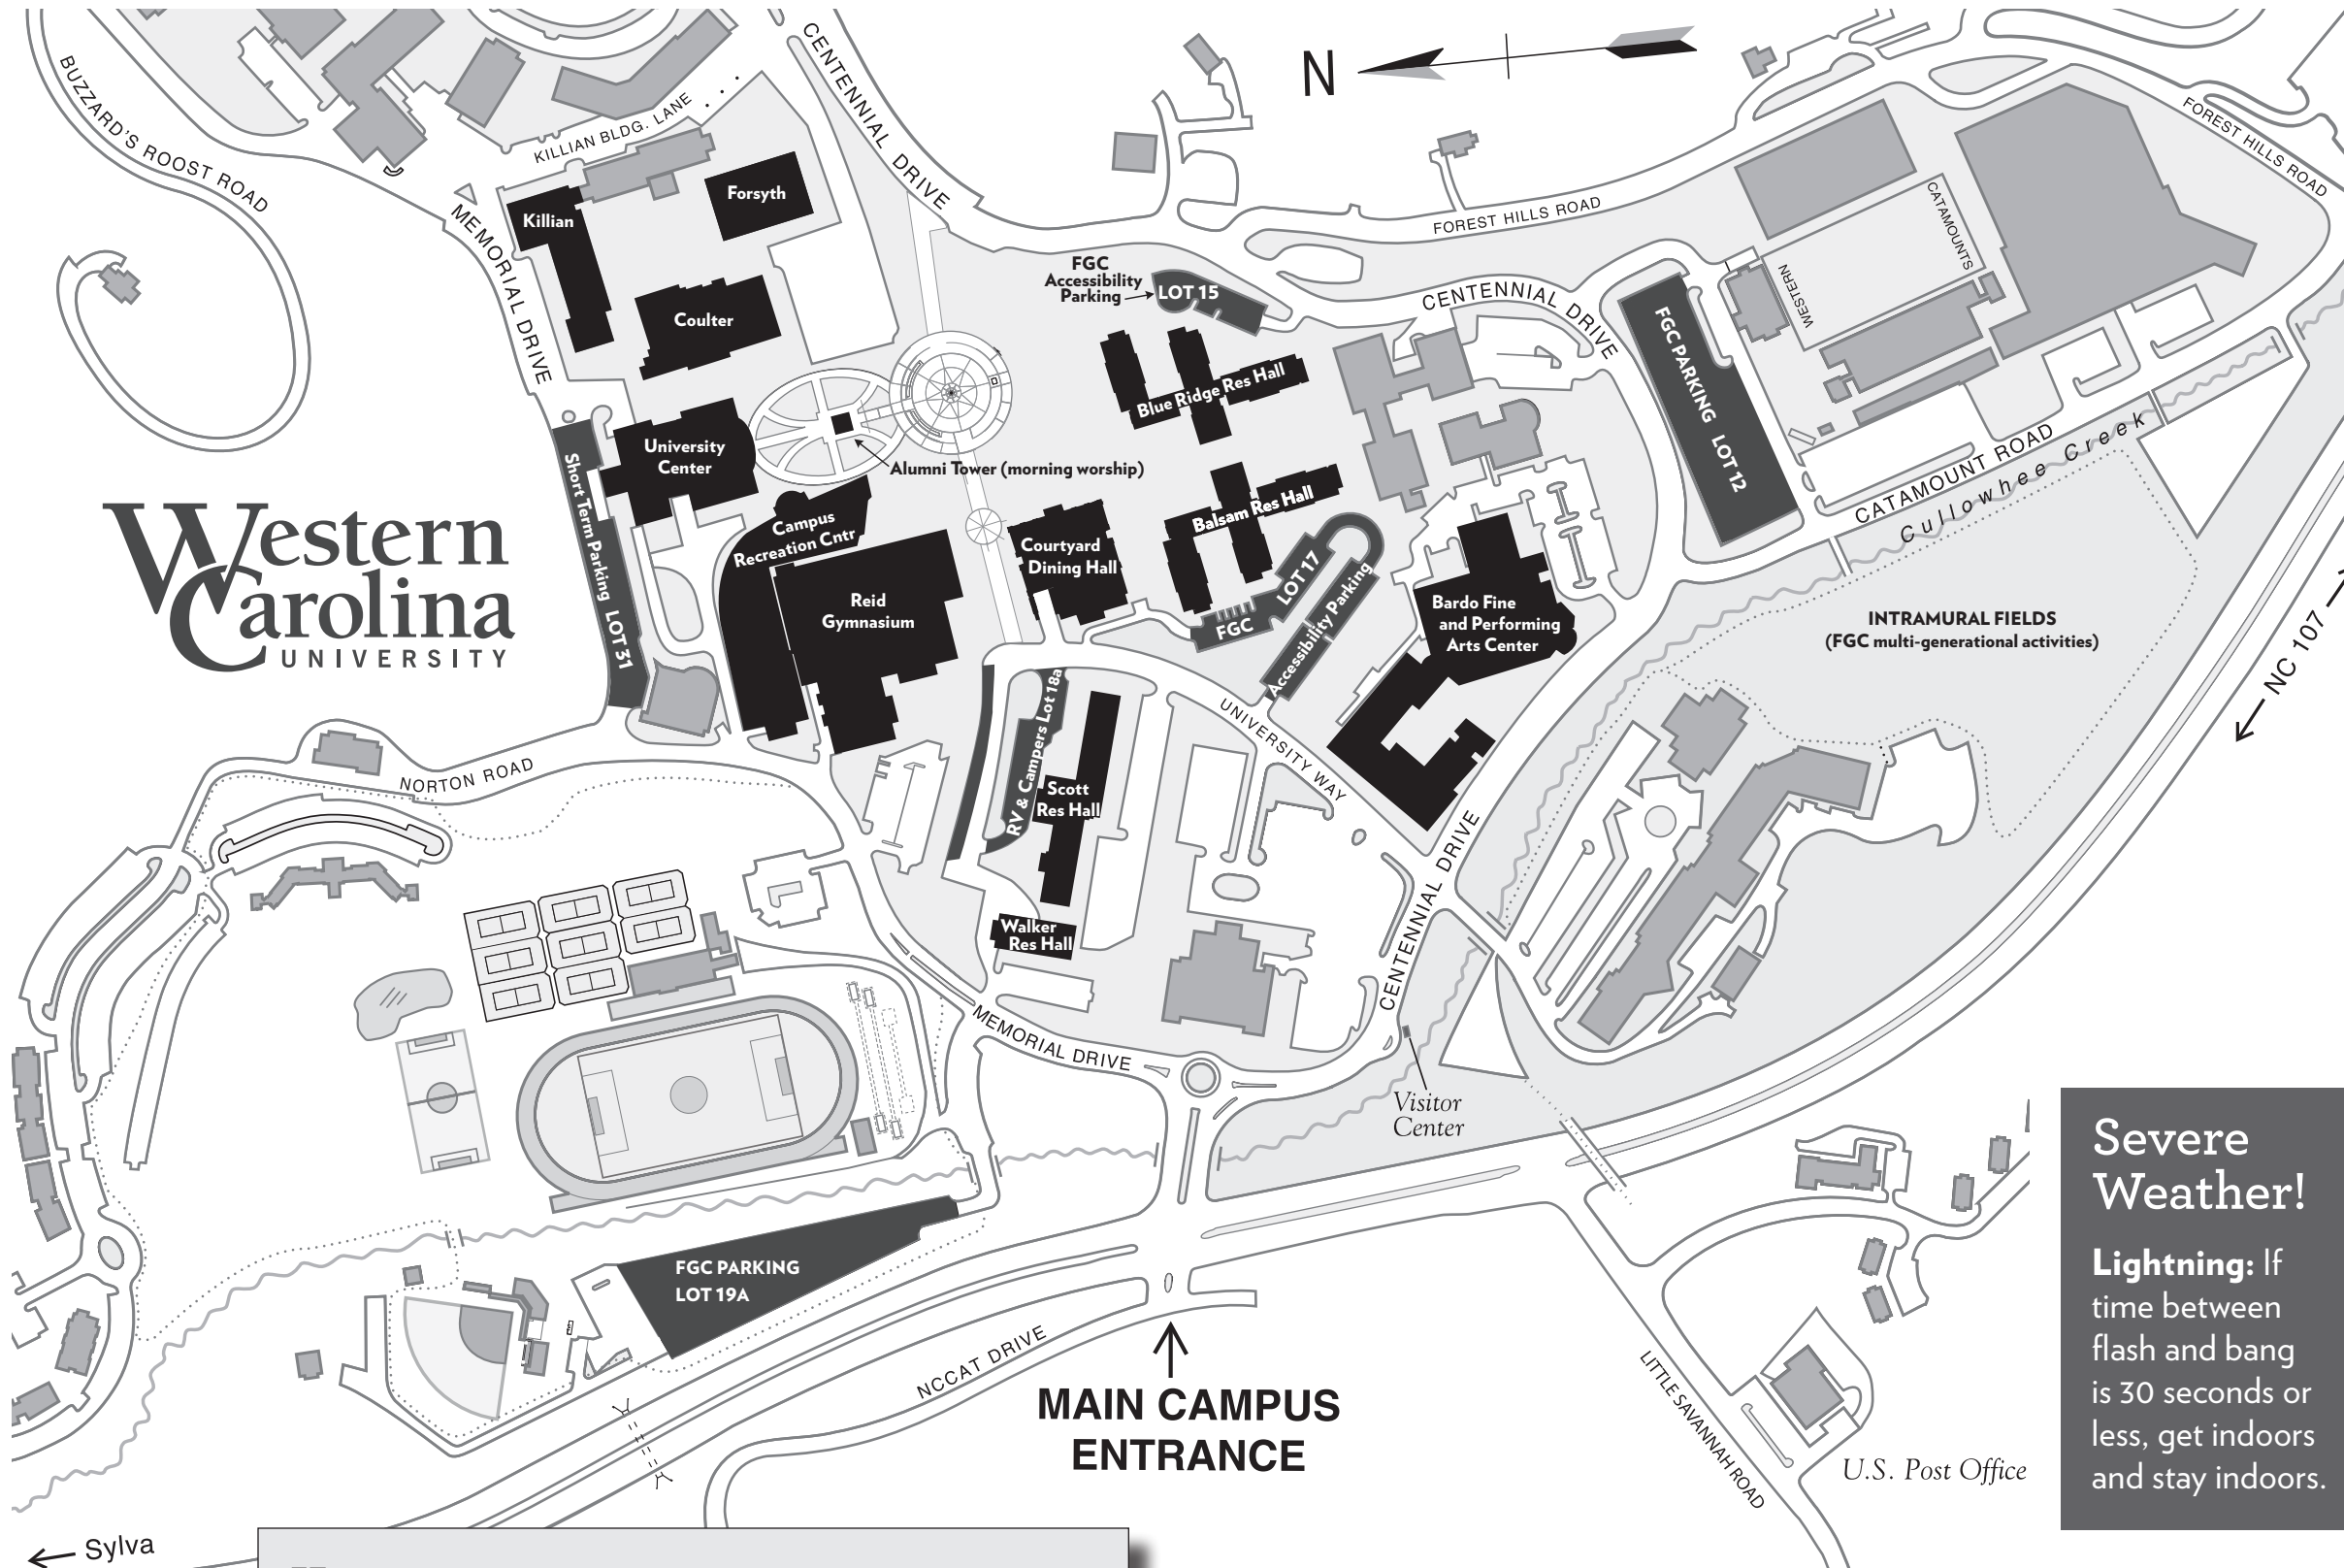 CENTENNIAL DRIVE
N
BUZZARD'S ROOST ROAD
KILLIAN BLDG. LANE
FOREST HILLS ROAD
FOREST HILLS ROAD
Killian
Forsyth
MEMORIAL DRIVE
CATAMOUNTS
WESTERN
FGC
Accessibility
Parking
LOT 15
CENTENNIAL DRIVE
Coulter
FGC PARKING LOT 12
Blue Ridge Res Hall
University
Center
Alumni Tower (morning worship)
CATAMOUNT ROAD
Cullowhee Creek
Short Term Parking LOT 31
Balsam Res Hall
Campus
Recreation Cntr
Western
Carolina
UNIVERSITY
Courtyard
Dining Hall
LOT 17
FGC
Accessibility Parking
Reid
Gymnasium
Bardo Fine
and Performing
Arts Center
INTRAMURAL FIELDS
(FGC multi-generational activities)
NC 107
RV & Campers Lot 18a
UNIVERSITY WAY
NORTON ROAD
Scott
Res Hall
CENTENNIAL DRIVE
Walker
Res Hall
MEMORIAL DRIVE
Visitor
Center
FGC PARKING
LOT 19A
NCCAT DRIVE
MAIN CAMPUS
ENTRANCE
LITTLE SAVANNAH ROAD
U.S. Post Office
Severe
Weather!
Lightning: If
time between
flash and bang
is 30 seconds or
less, get indoors
and stay indoors.
Sylva